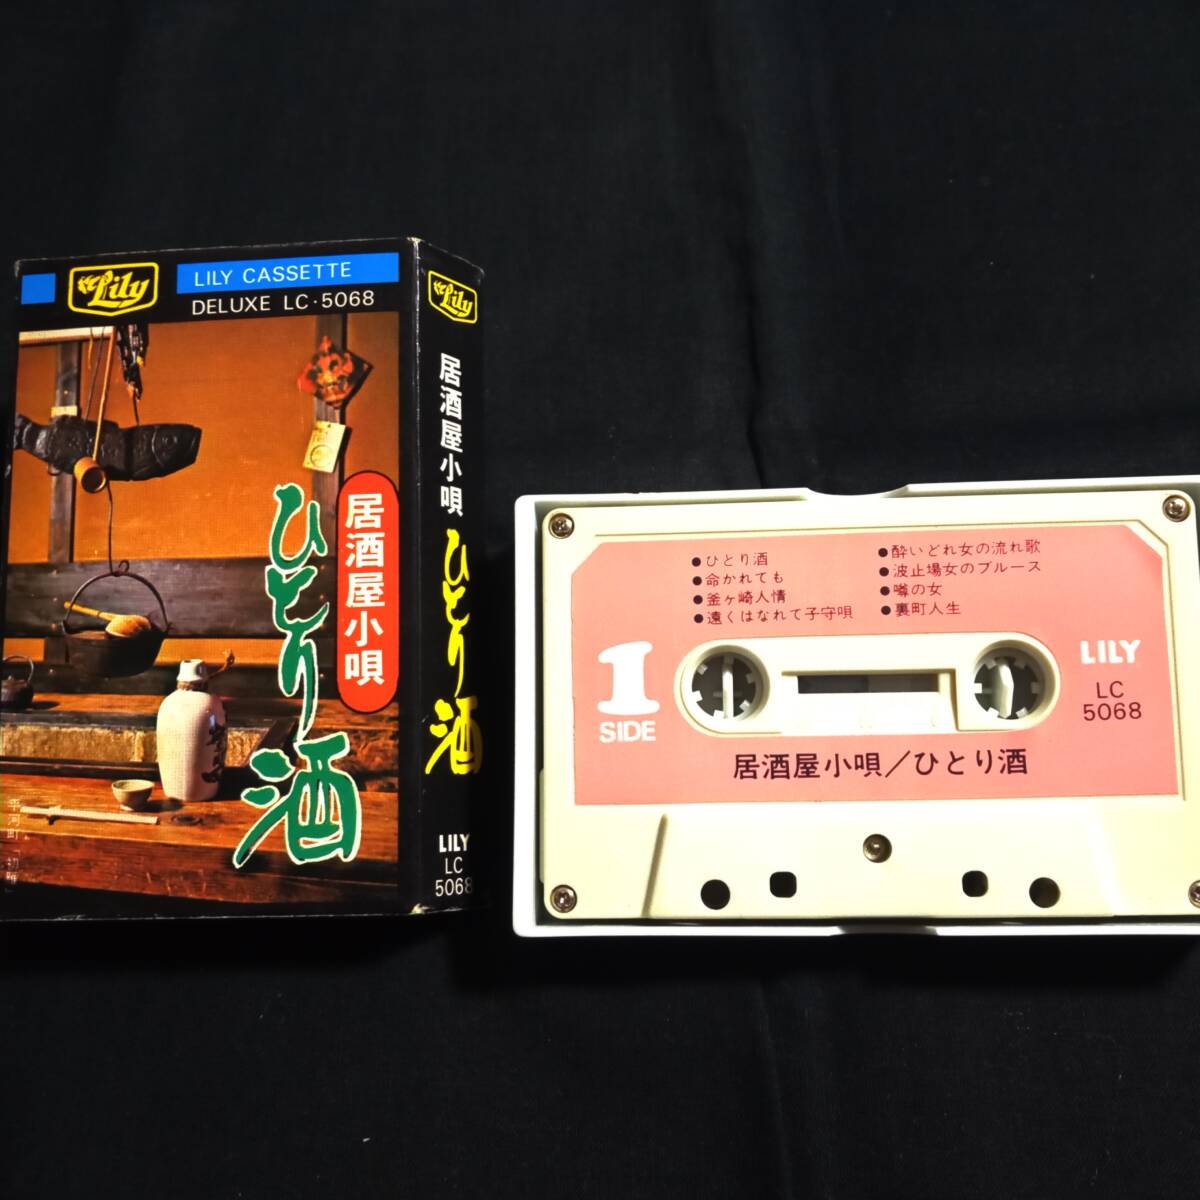 Lily
LILY CASSETTE
DELUXE LC・5068
居酒屋小唄
ひとり酒
Lily
居酒屋小唄
ひとり酒
LILY
LC
5068
●ひとり酒
●命かれても
●釜ヶ崎人情
●遠くはなれて子守唄
●酔いどれ女の流れ歌
●波止場女のブルース
●噂の女
●裏町人生
1
SIDE
LILY
LC
5068
居酒屋小唄/ひとり酒